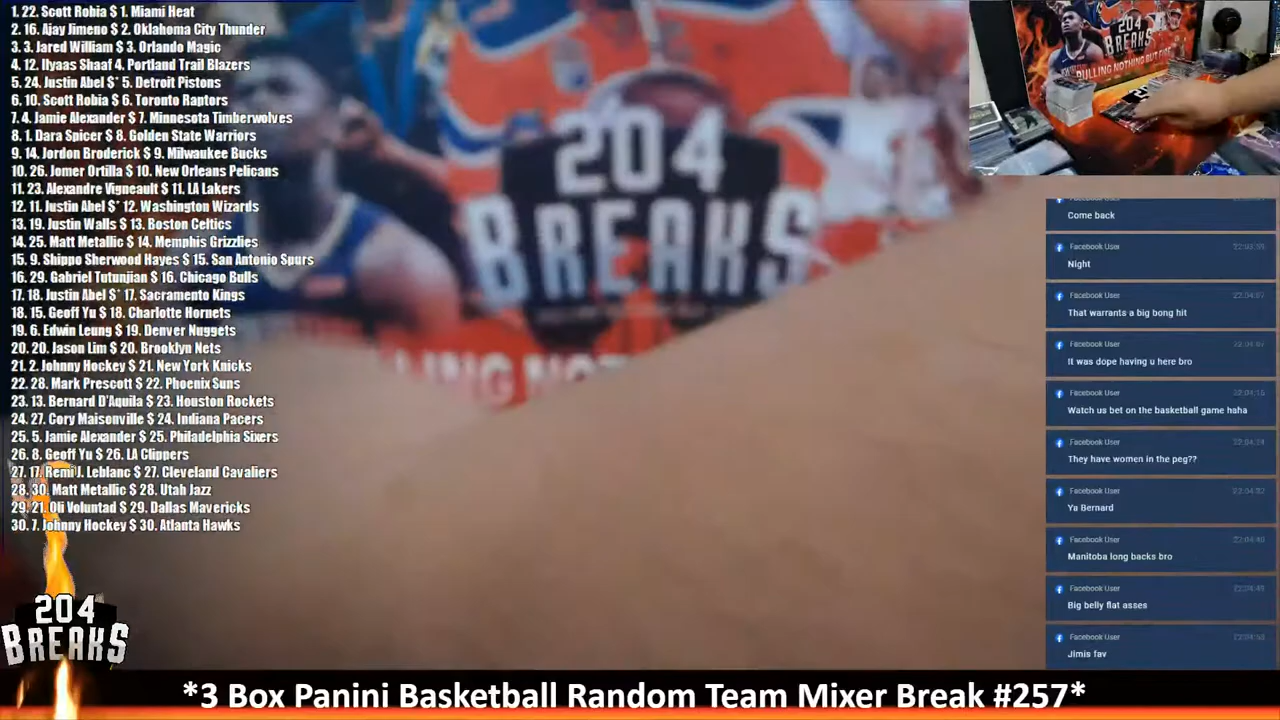 1. 22. Scott Robia $ 1. Miami Heat
2. 16. Ajay Jimeno $ 2. Oklahoma City Thunder
3. 3. Jared William $ 3. Orlando Magic
4. 12. Ilyaas Shaaf 4. Portland Trail Blazers
5. 24. Justin Abel $* 5. Detroit Pistons
6. 10. Scott Robia $ 6. Toronto Raptors
7. 4. Jamie Alexander $ 7. Minnesota Timberwolves
8. 1. Dara Spicer $ 8. Golden State Warriors
9. 14. Jordon Broderick $ 9. Milwaukee Bucks
10. 26. Jomer Ortilla $ 10. New Orleans Pelicans
11. 23. Alexandre Vigneault $ 11. LA Lakers
12. 11. Justin Abel $* 12. Washington Wizards
13. 19. Justin Walls $ 13. Boston Celtics
14. 25. Matt Metallic $ 14. Memphis Grizzlies
15. 9. Shippo Sherwood Hayes $ 15. San Antonio Spurs
16. 29. Gabriel Tutunjian $ 16. Chicago Bulls
17. 18. Justin Abel $* 17. Sacramento Kings
18. 15. Geoff Yu $ 18. Charlotte Hornets
19. 6. Edwin Leung $ 19. Denver Nuggets
20. 20. Jason Lim $ 20. Brooklyn Nets
21. 2. Johnny Hockey $ 21. New York Knicks
22. 28. Mark Prescott $ 22. Phoenix Suns
23. 13. Bernard D'Aquila $ 23. Houston Rockets
24. 27. Cory Maisonville $ 24. Indiana Pacers
25. 5. Jamie Alexander $ 25. Philadelphia Sixers
26. 8. Geoff Yu $ 26. LA Clippers
27. 17. Remi J. Leblanc $ 27. Cleveland Cavaliers
28. 30. Matt Metallic $ 28. Utah Jazz
29. 21. Oli Voluntad $ 29. Dallas Mavericks
30. 7. Johnny Hockey $ 30. Atlanta Hawks
204
BREAKS
204
BREAKS
LING NOT
204
BREAKS
PULLING NOTHING BUT FIRE
Facebook User
Come back
Facebook User
Night
Facebook User
That warrants a big bong hit
Facebook User
It was dope having u here bro
Facebook User
Watch us bet on the basketball game haha
Facebook User
They have women in the peg??
Facebook User
Ya Bernard
Facebook User
Manitoba long backs bro
Facebook User
Big belly flat asses
Facebook User
Jimis fav
*3 Box Panini Basketball Random Team Mixer Break #257*